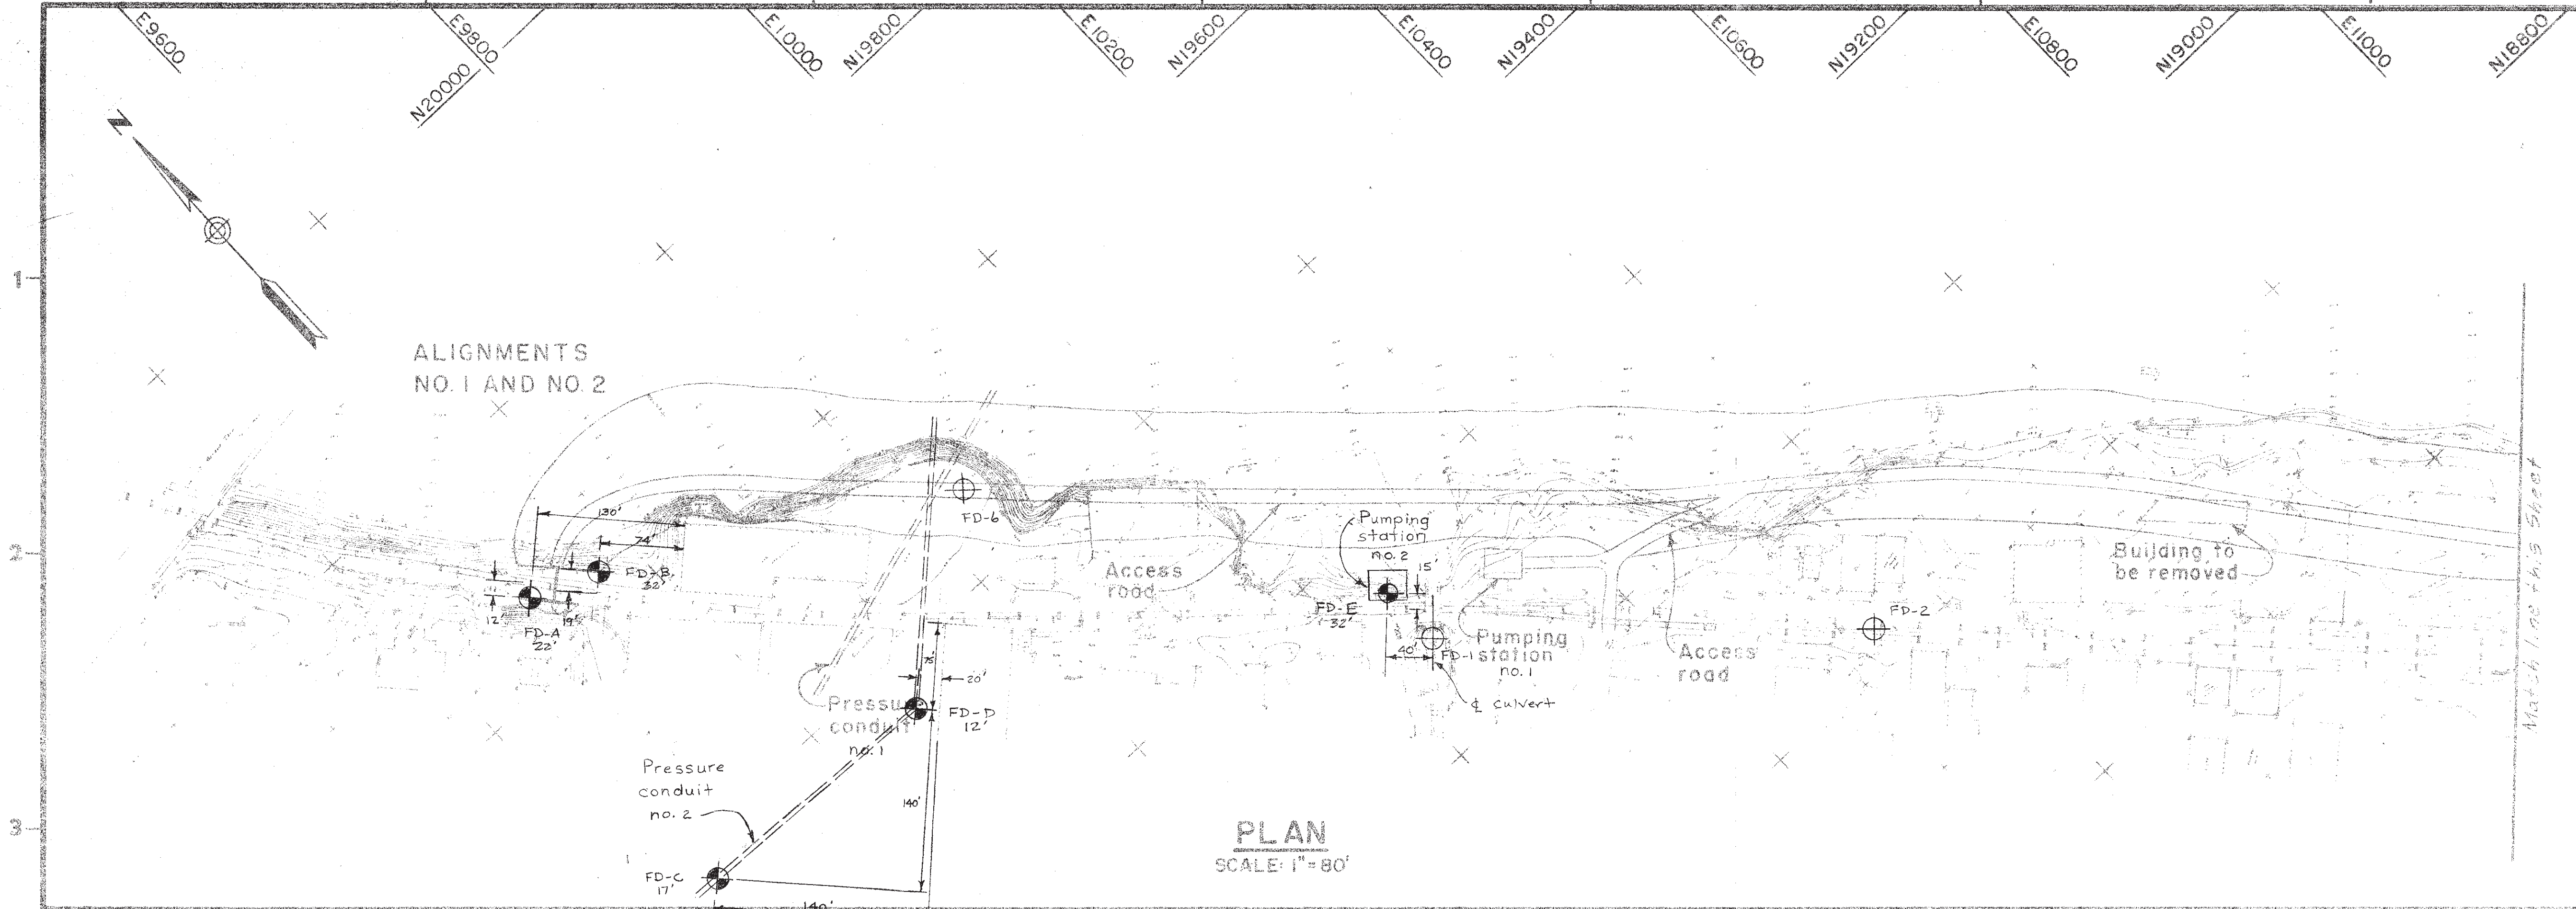 E9600
E9800
N20000
E10000
N19800
E10200
N19600
E10400
N19400
E10600
N19200
E10800
N19000
E11000
N18800
N
1
2
3
ALIGNMENTS
NO. 1 AND NO. 2
130'
74'
FD-B
32'
12'
19'
FD-A
22'
FD-6
Access
road
Pumping
station
no. 2
15'
FD-E
32'
40'
FD-1
Pumping
station
no. 1
₵ culvert
Access
road
FD-2
Building to
be removed
Match line this sheet
75'
20'
FD-D
12'
Pressure
conduit
no. 1
Pressure
conduit
no. 2
140'
FD-C
17'
140'
PLAN
SCALE: 1"=80'